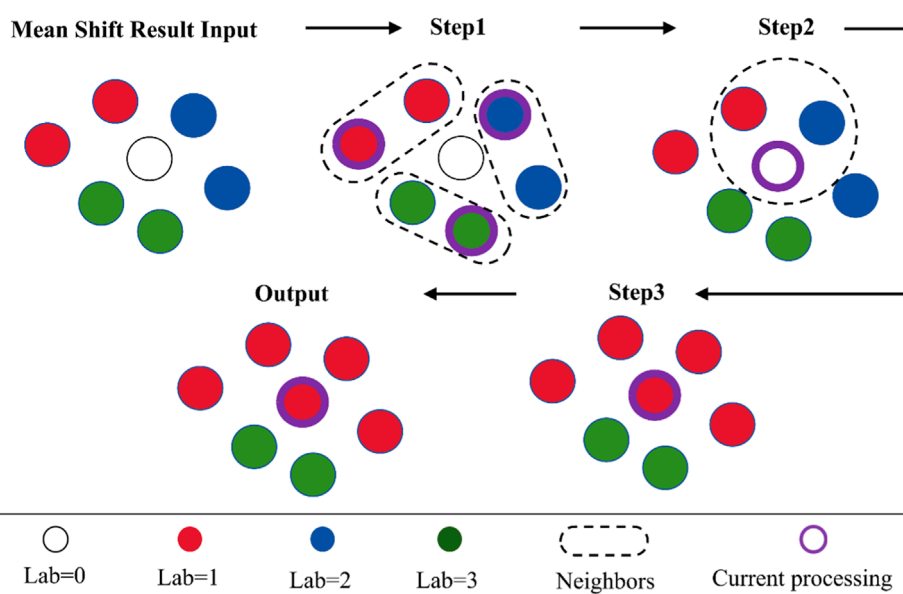 Mean Shift Result Input
Step1
Step2
Output
Step3
Lab=0
Lab=1
Lab=2
Lab=3
Neighbors
Current processing